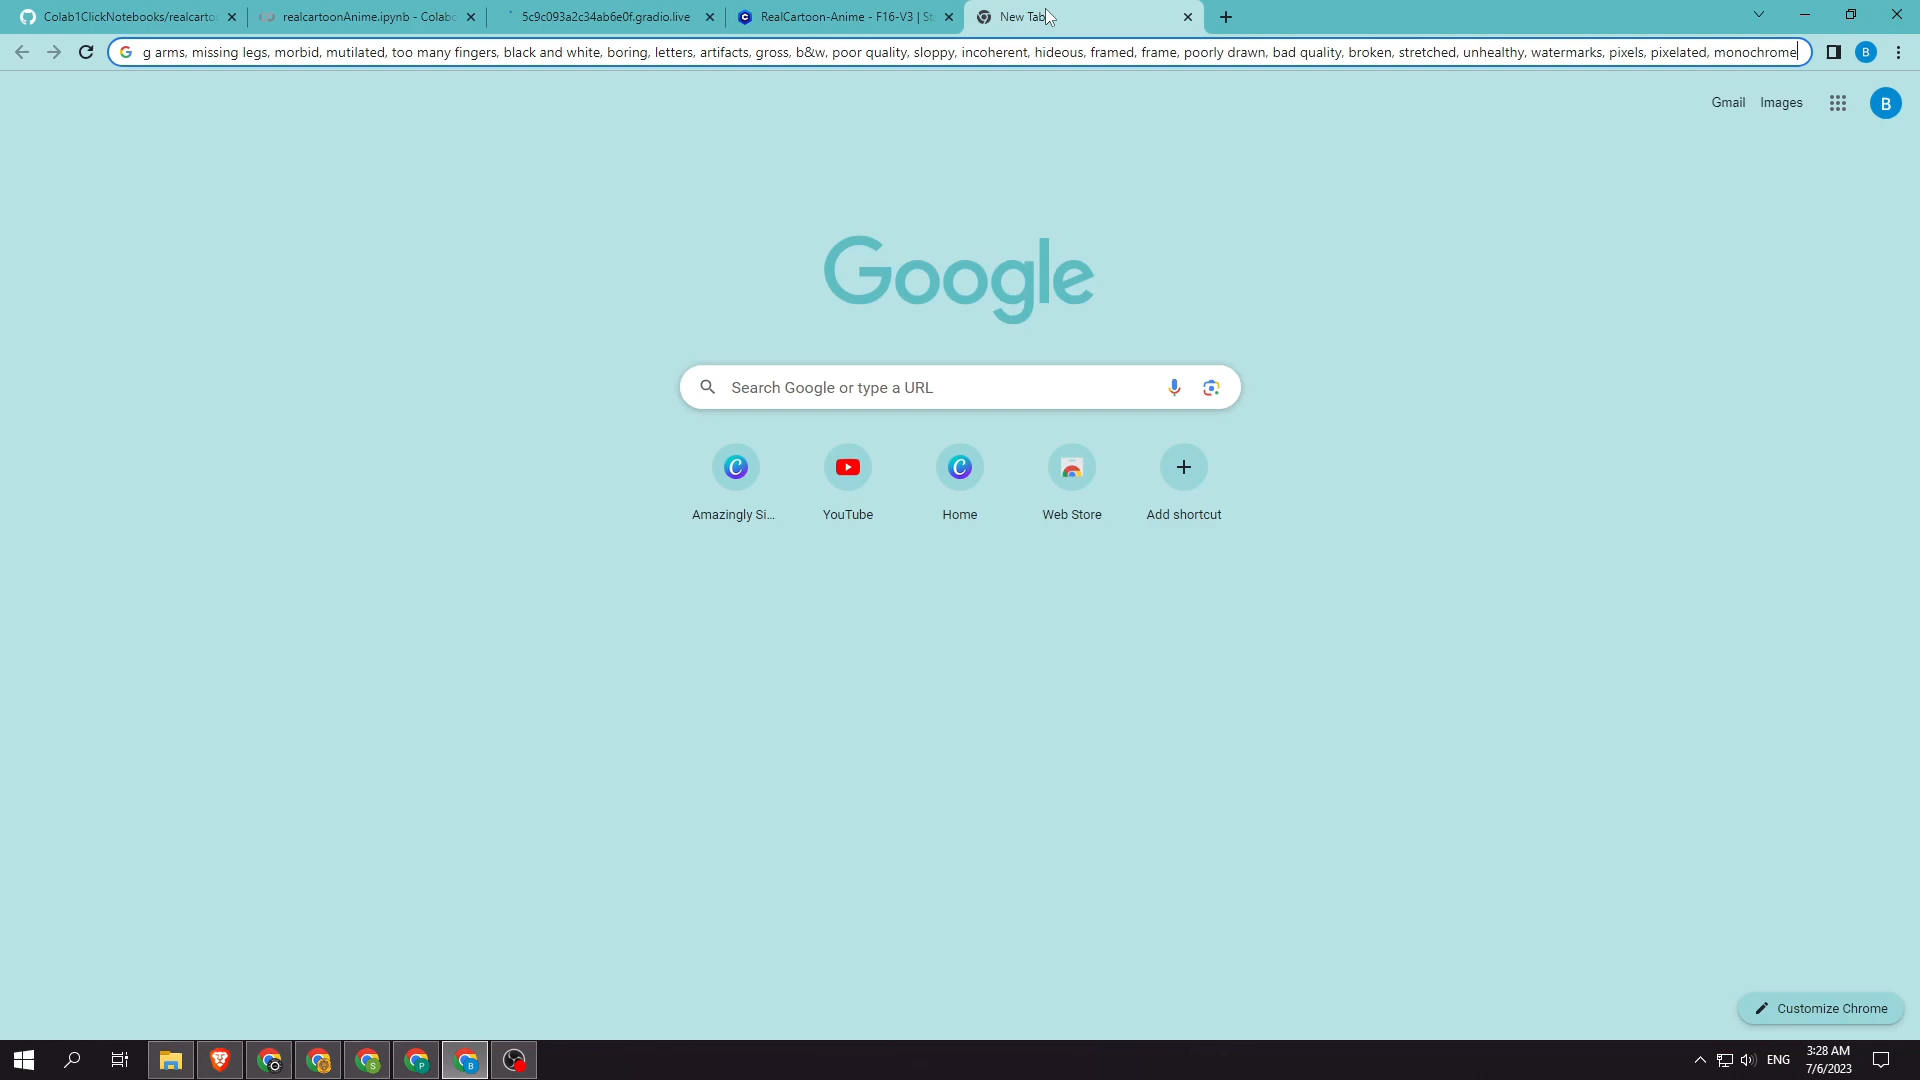 Colab1ClickNotebooks/realcarto
realcartoonAnime.ipynb - Colabo
5c9c093a2c34ab6e0f.gradio.live
RealCartoon-Anime - F16-V3 | St
New Tab
G g arms, missing legs, morbid, mutilated, too many fingers, black and white, boring, letters, artifacts, gross, b&w, poor quality, sloppy, incoherent, hideous, framed, frame, poorly drawn, bad quality, broken, stretched, unhealthy, watermarks, pixels, pixelated, monochrome B
Gmail Images B
Google
Search Google or type a URL
C C
Amazingly Si... YouTube Home Web Store Add shortcut
Customize Chrome
S P B ENG 3:28 AM
7/6/2023